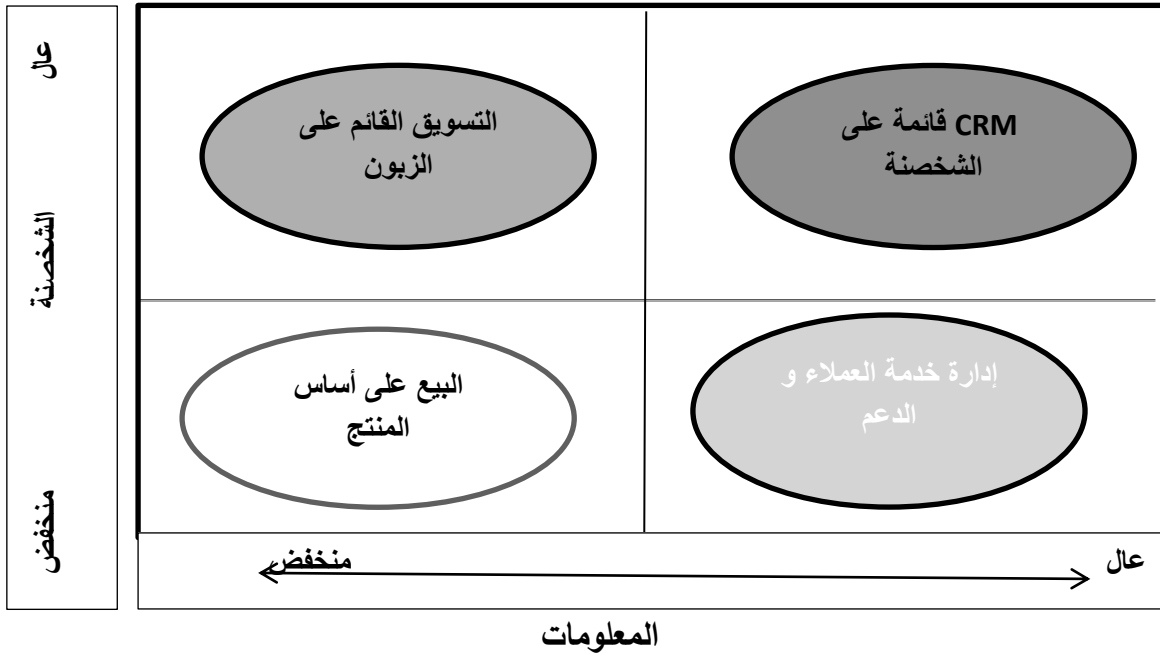 عال
الشخصنة
منخفض
CRM قائمة على
الشخصنة
التسويق القائم على
الزبون
إدارة خدمة العملاء و
الدعم
البيع على أساس
المنتج
عال
منخفض
المعلومات